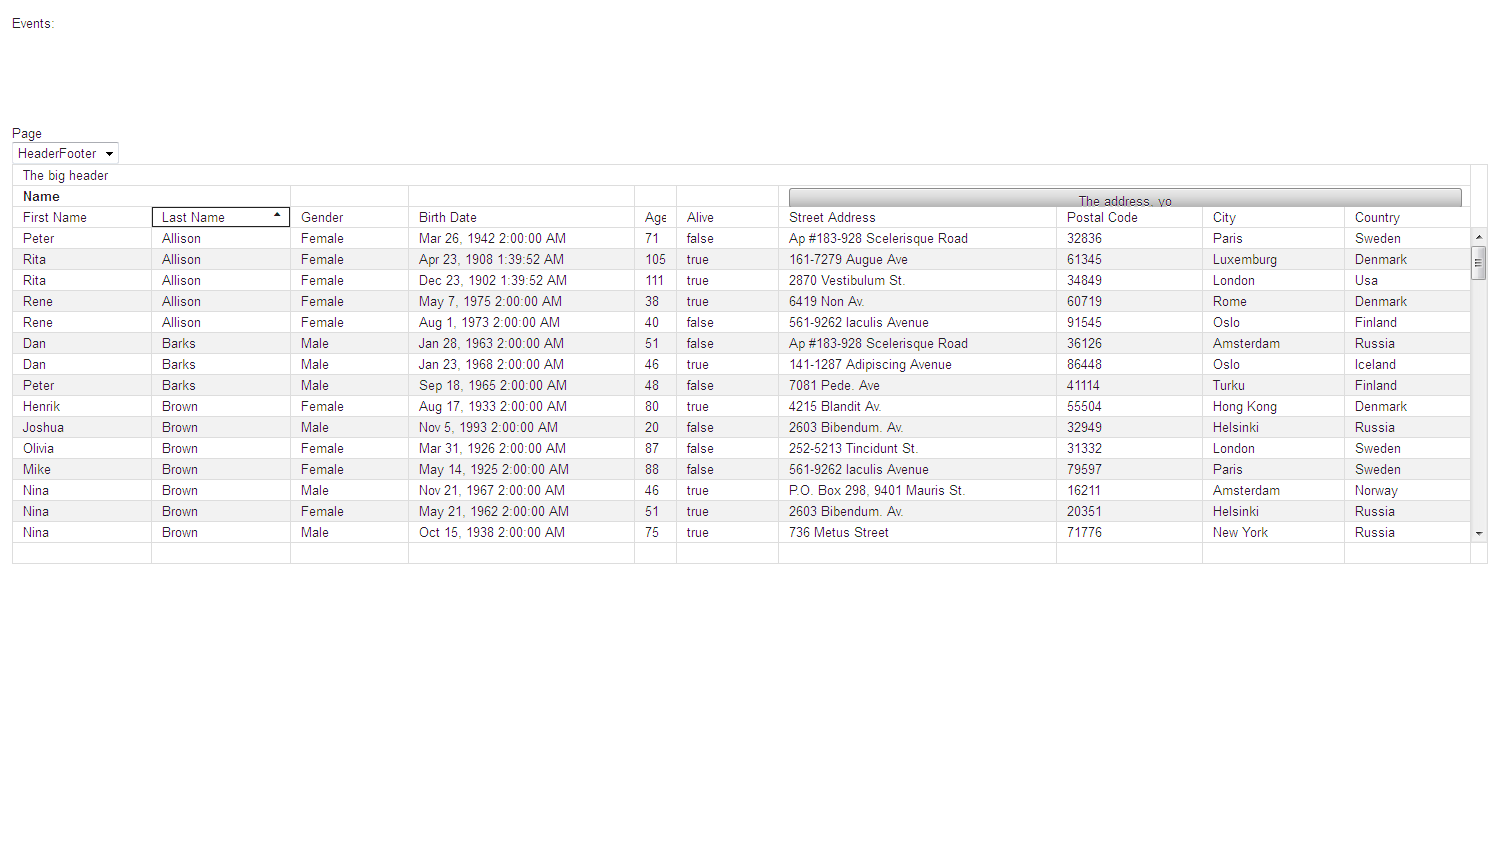 Events:
Page
HeaderFooter
The big header
Name The address, yo
First Name Last Name Gender Birth Date Age Alive Street Address Postal Code City Country
Peter Allison Female Mar 26, 1942 2:00:00 AM 71 false Ap #183-928 Scelerisque Road 32836 Paris Sweden
Rita Allison Female Apr 23, 1908 1:39:52 AM 105 true 161-7279 Augue Ave 61345 Luxemburg Denmark
Rita Allison Female Dec 23, 1902 1:39:52 AM 111 true 2870 Vestibulum St. 34849 London Usa
Rene Allison Female May 7, 1975 2:00:00 AM 38 true 6419 Non Av. 60719 Rome Denmark
Rene Allison Female Aug 1, 1973 2:00:00 AM 40 false 561-9262 Iaculis Avenue 91545 Oslo Finland
Dan Barks Male Jan 28, 1963 2:00:00 AM 51 false Ap #183-928 Scelerisque Road 36126 Amsterdam Russia
Dan Barks Male Jan 23, 1968 2:00:00 AM 46 true 141-1287 Adipiscing Avenue 86448 Oslo Iceland
Peter Barks Male Sep 18, 1965 2:00:00 AM 48 false 7081 Pede. Ave 41114 Turku Finland
Henrik Brown Female Aug 17, 1933 2:00:00 AM 80 true 4215 Blandit Av. 55504 Hong Kong Denmark
Joshua Brown Male Nov 5, 1993 2:00:00 AM 20 false 2603 Bibendum. Av. 32949 Helsinki Russia
Olivia Brown Female Mar 31, 1926 2:00:00 AM 87 false 252-5213 Tincidunt St. 31332 London Sweden
Mike Brown Female May 14, 1925 2:00:00 AM 88 false 561-9262 Iaculis Avenue 79597 Paris Sweden
Nina Brown Male Nov 21, 1967 2:00:00 AM 46 true P.O. Box 298, 9401 Mauris St. 16211 Amsterdam Norway
Nina Brown Female May 21, 1962 2:00:00 AM 51 true 2603 Bibendum. Av. 20351 Helsinki Russia
Nina Brown Male Oct 15, 1938 2:00:00 AM 75 true 736 Metus Street 71776 New York Russia